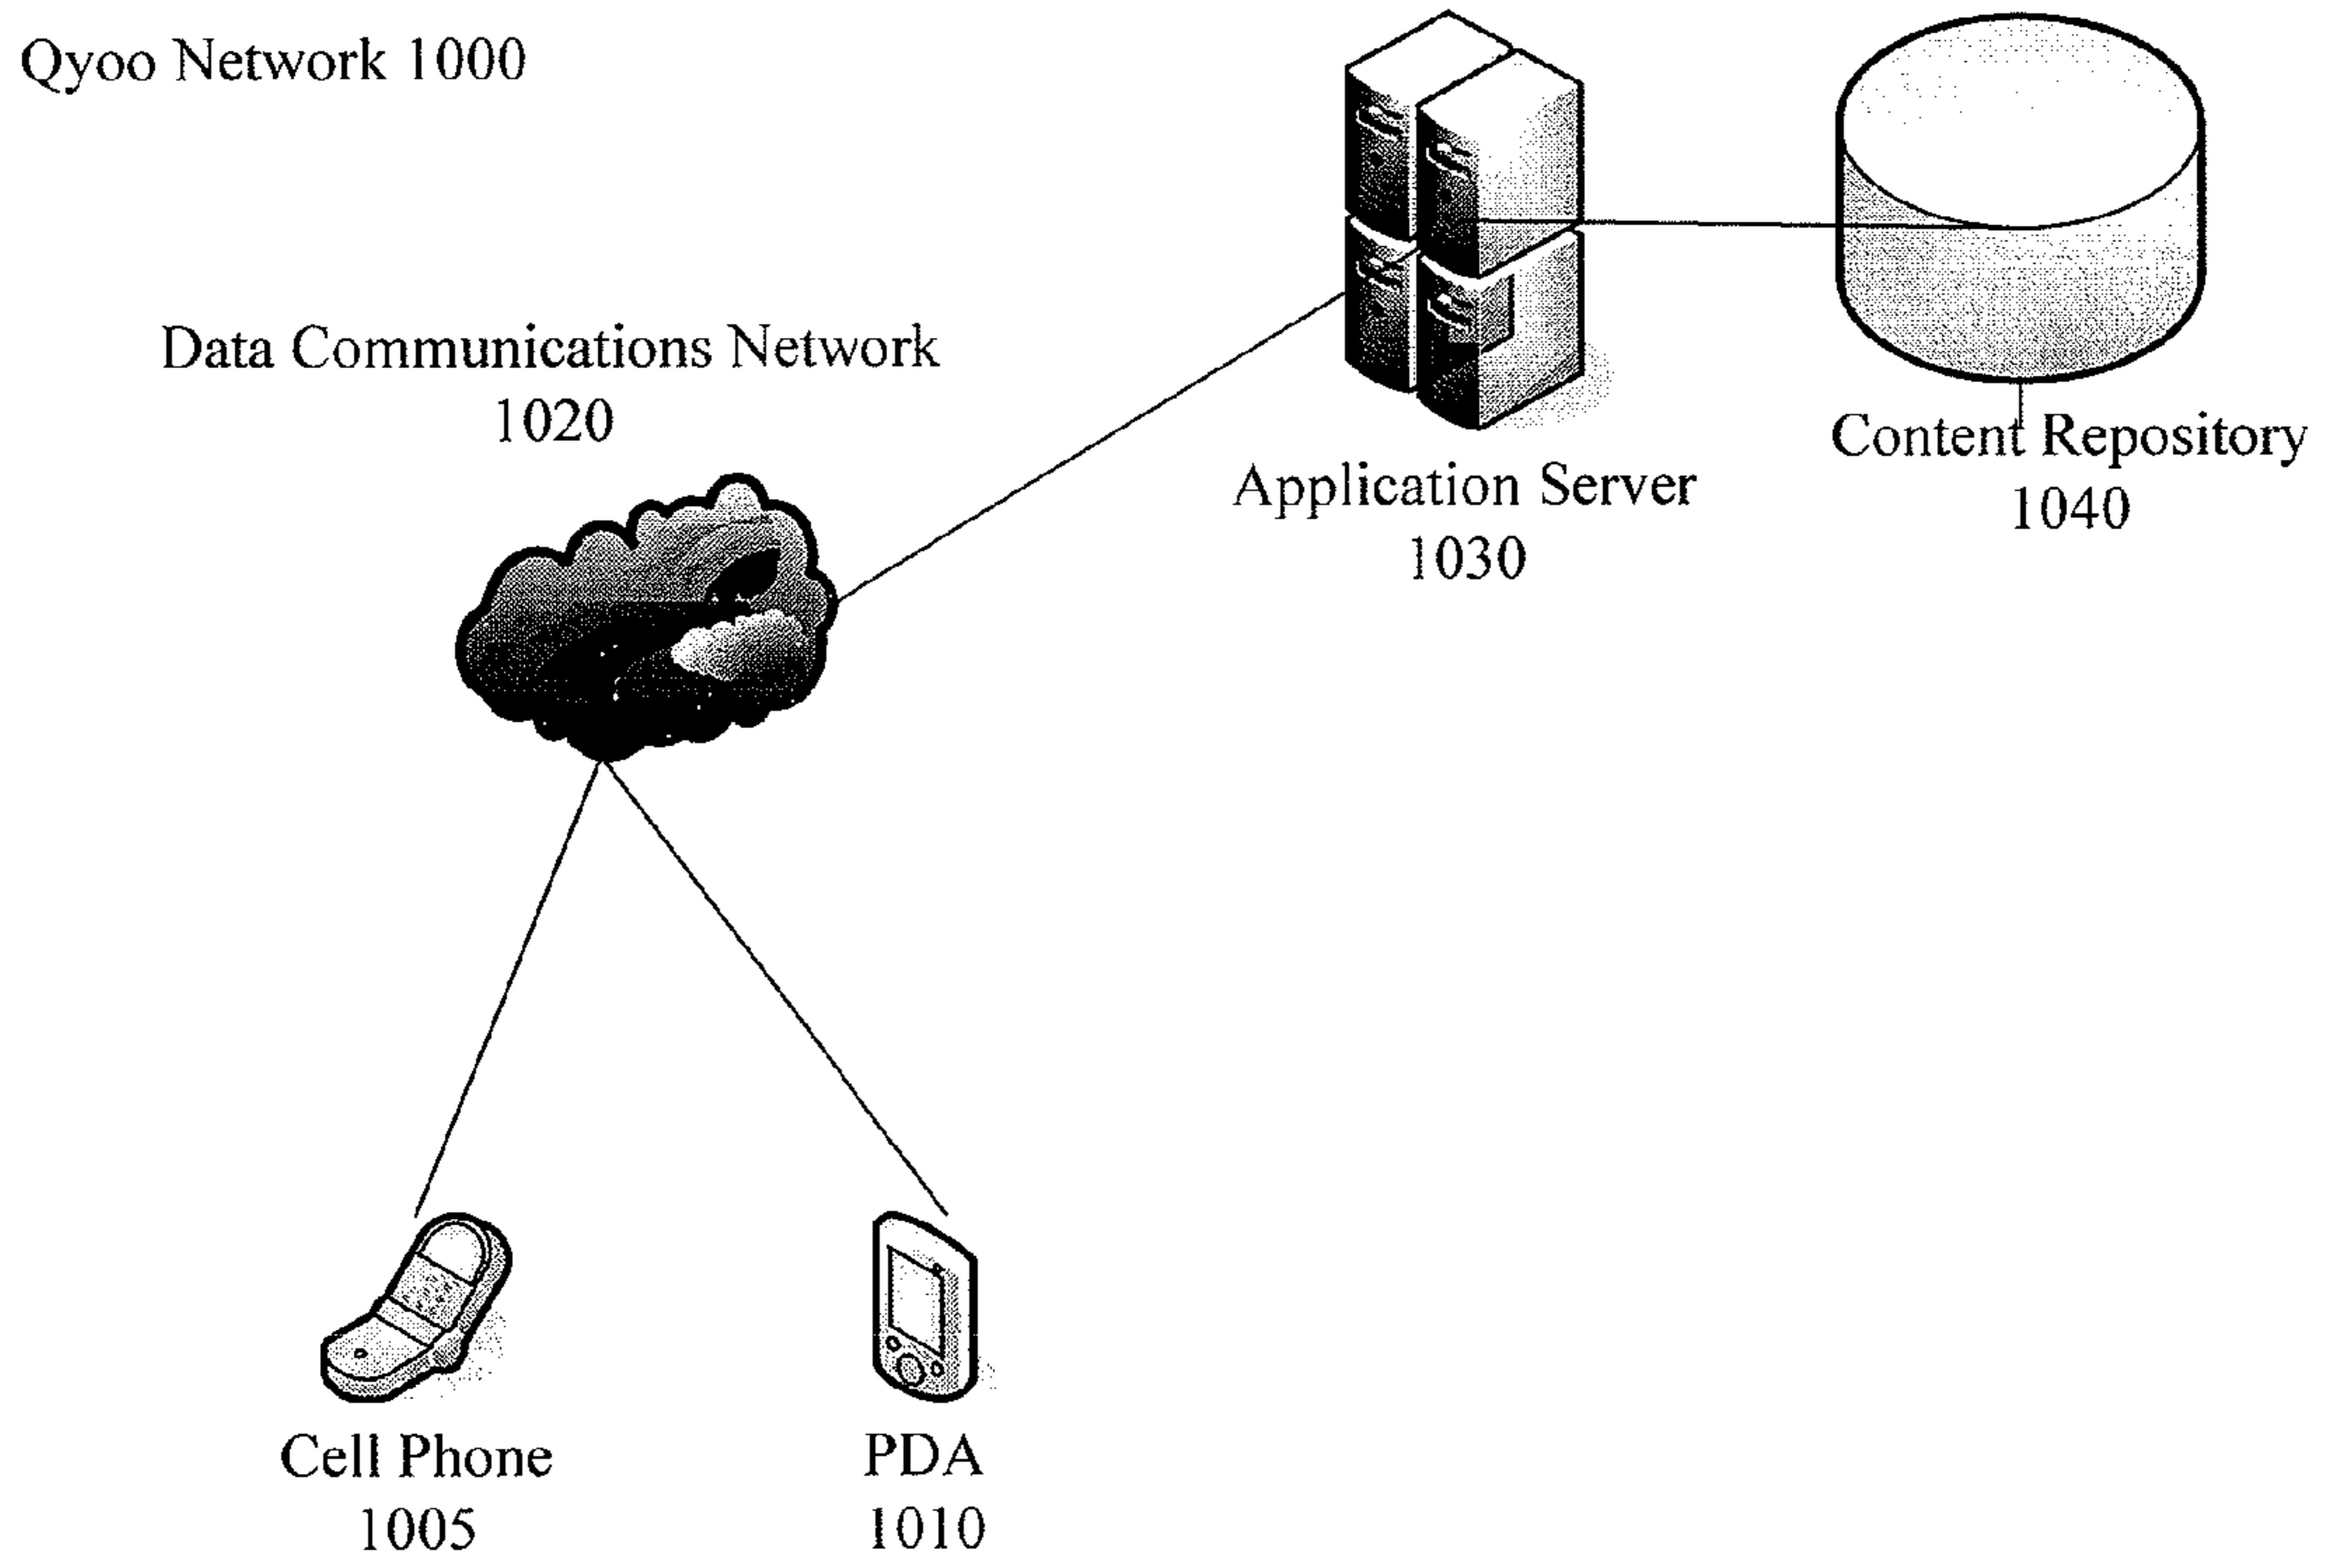 Qyoo Network 1000
Data Communications Network
1020
Application Server
1030
Content Repository
1040
Cell Phone
1005
PDA
1010